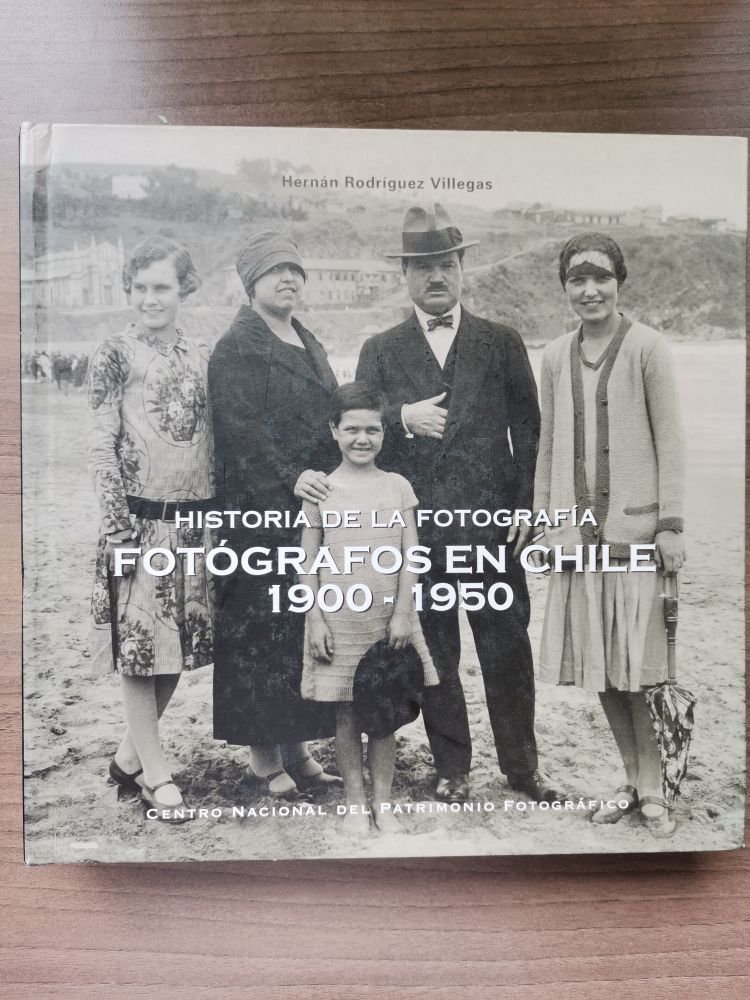 Hernán Rodríguez Villegas
HISTORIA DE LA FOTOGRAFÍA
FOTÓGRAFOS EN CHILE
1900 - 1950
CENTRO NACIONAL DEL PATRIMONIO FOTOGRÁFICO